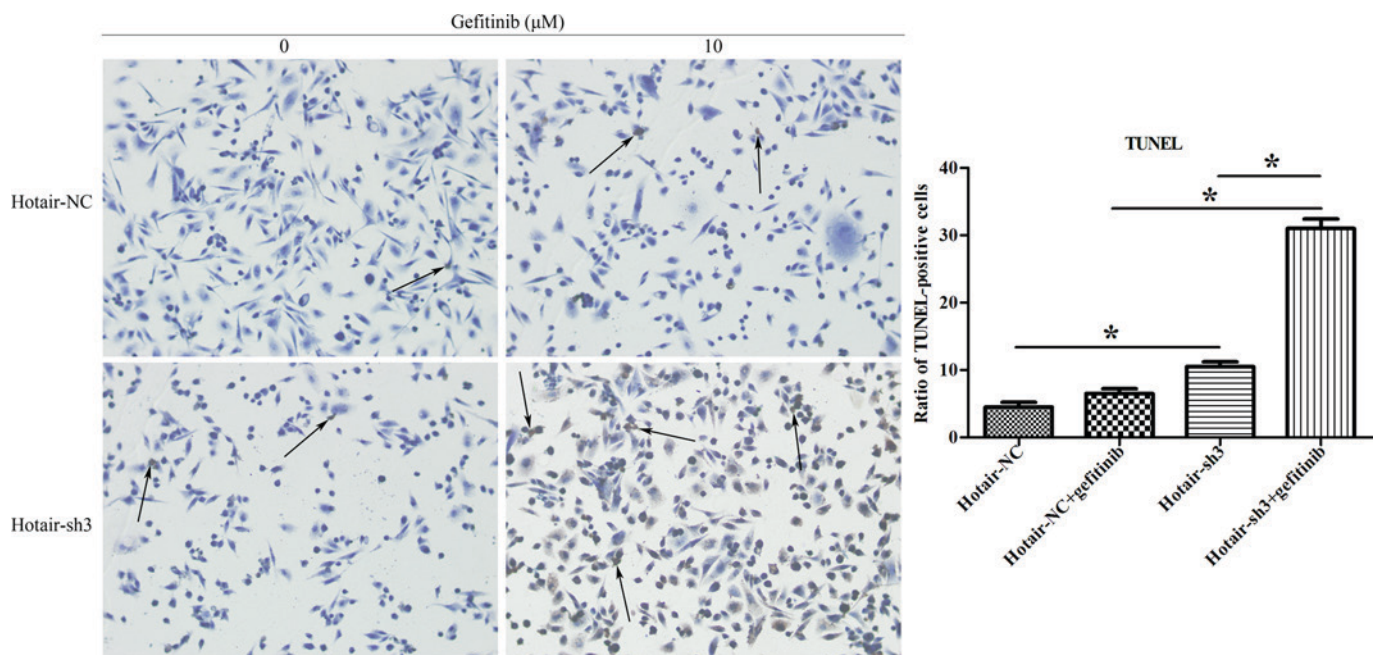 Gefitinib (μM)
0
10
Hotair-NC
Hotair-sh3
TUNEL
Ratio of TUNEL-positive cells
40
30
20
10
0
*
*
*
Hotair-NC
Hotair-NC+gefitinib
Hotair-sh3
Hotair-sh3+gefitinib